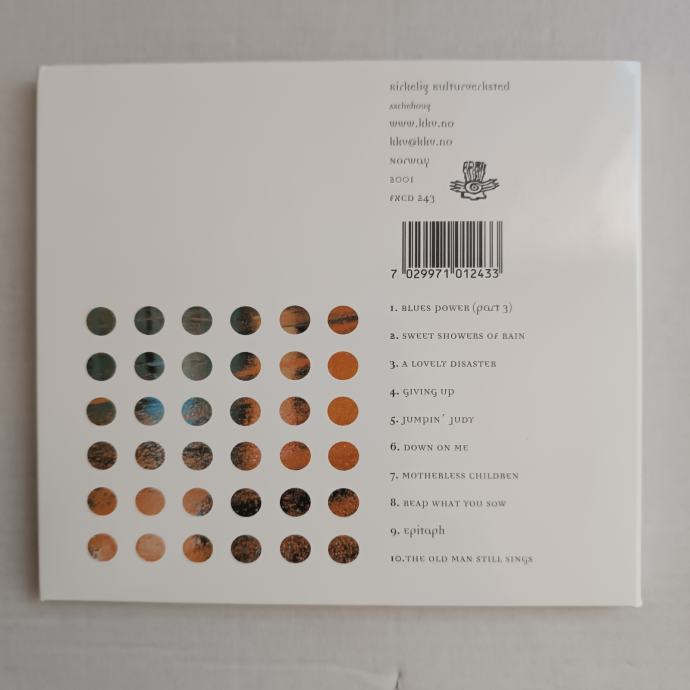 Kirkelig Kulturverksted
Aschehoug
www.kkv.no
kkv@kkv.no
Norway
2001
FXCD 243
7 029971 012433
1. BLUES POWER (part 3)
2. SWEET SHOWERS OF RAIN
3. A LOVELY DISASTER
4. GIVING UP
5. JUMPIN´ JUDY
6. DOWN ON ME
7. MOTHERLESS CHILDREN
8. REAP WHAT YOU SOW
9. Epitaph
10.THE OLD MAN STILL SINGS